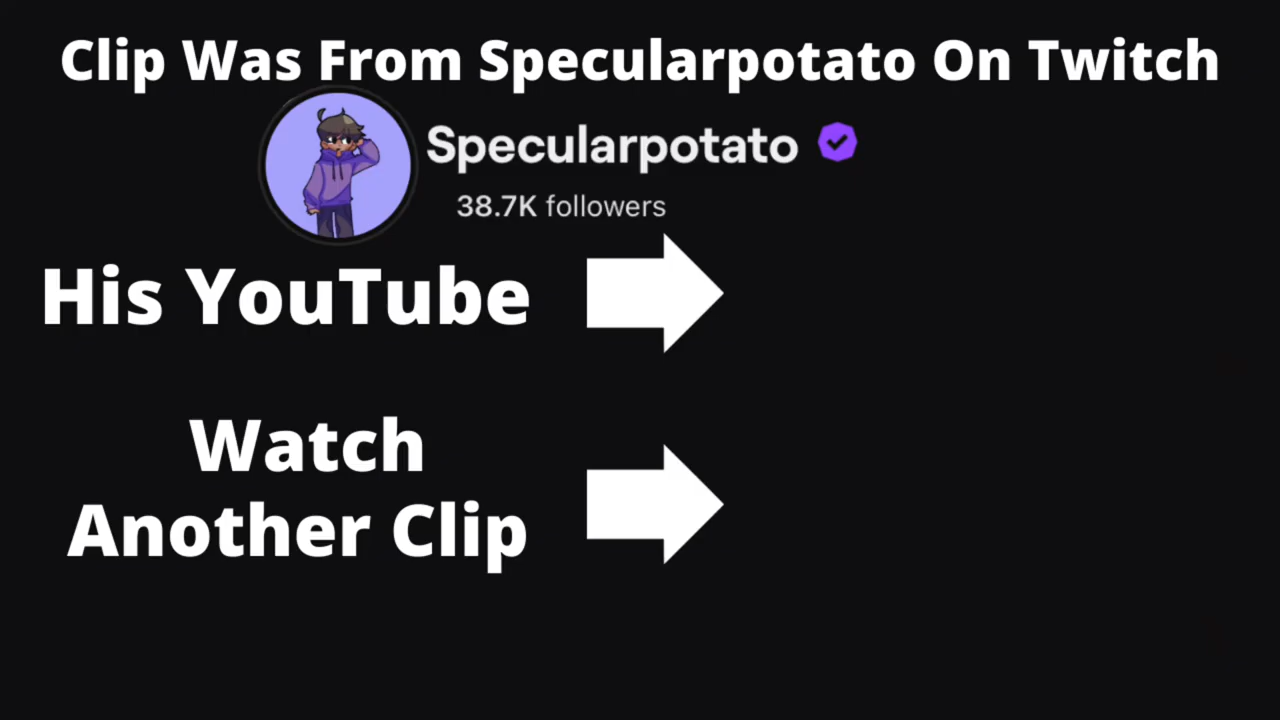 Clip Was From Specularpotato On Twitch
Specularpotato
38.7K followers
His YouTube
Watch
Another Clip